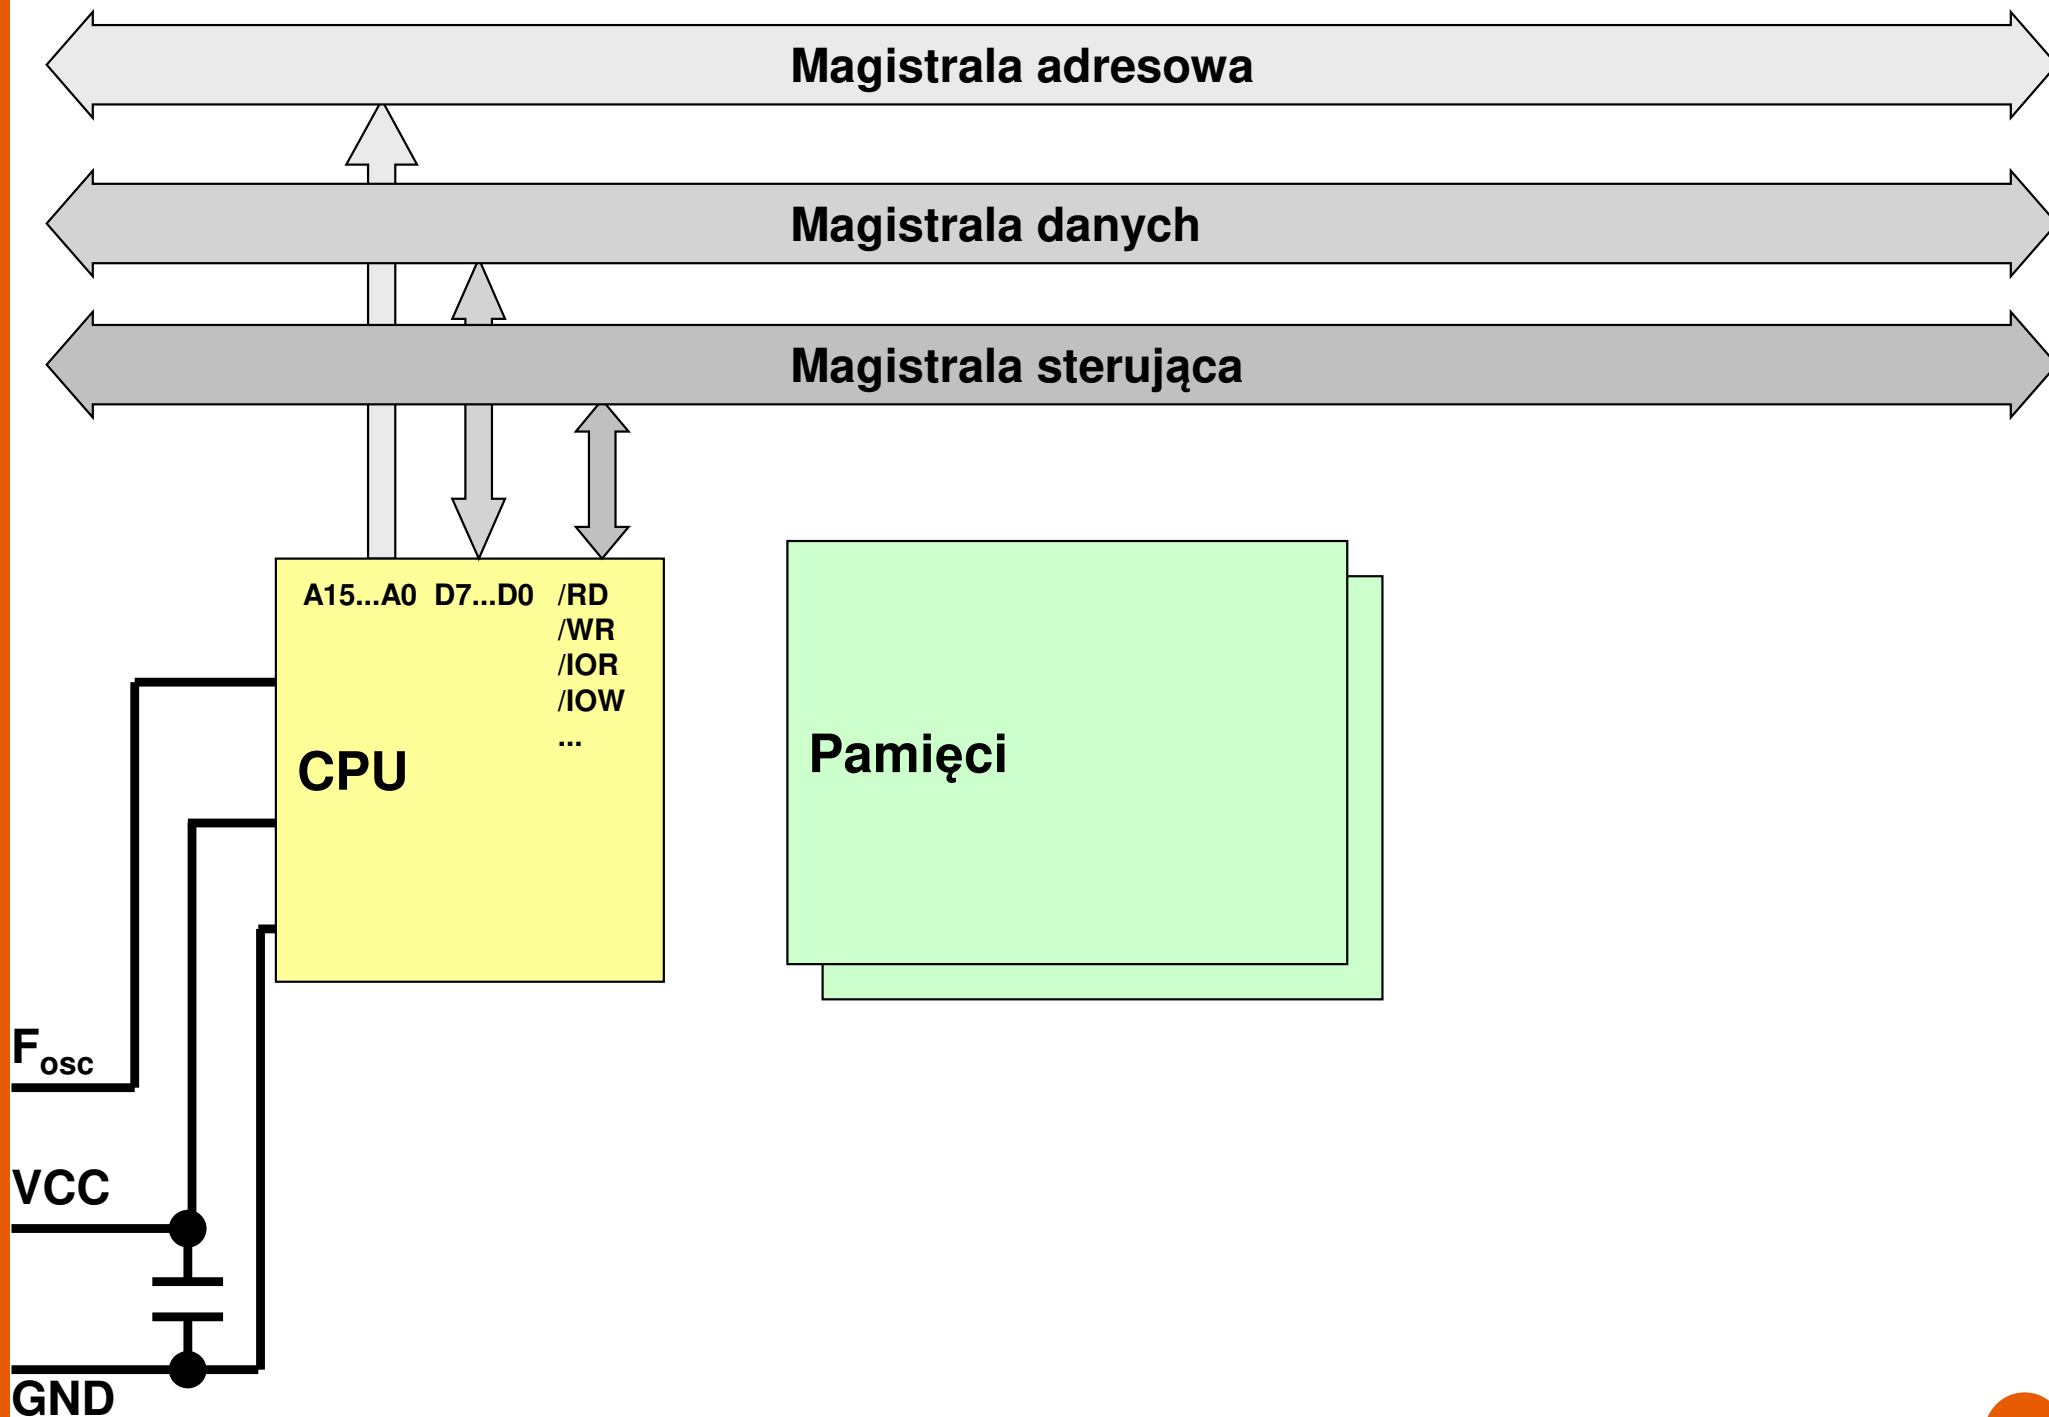 Magistrala adresowa
Magistrala danych
Magistrala sterująca
A15...A0 D7...D0 /RD
/WR
/IOR
/IOW
...
CPU
Pamięci
Fosc
VCC
GND